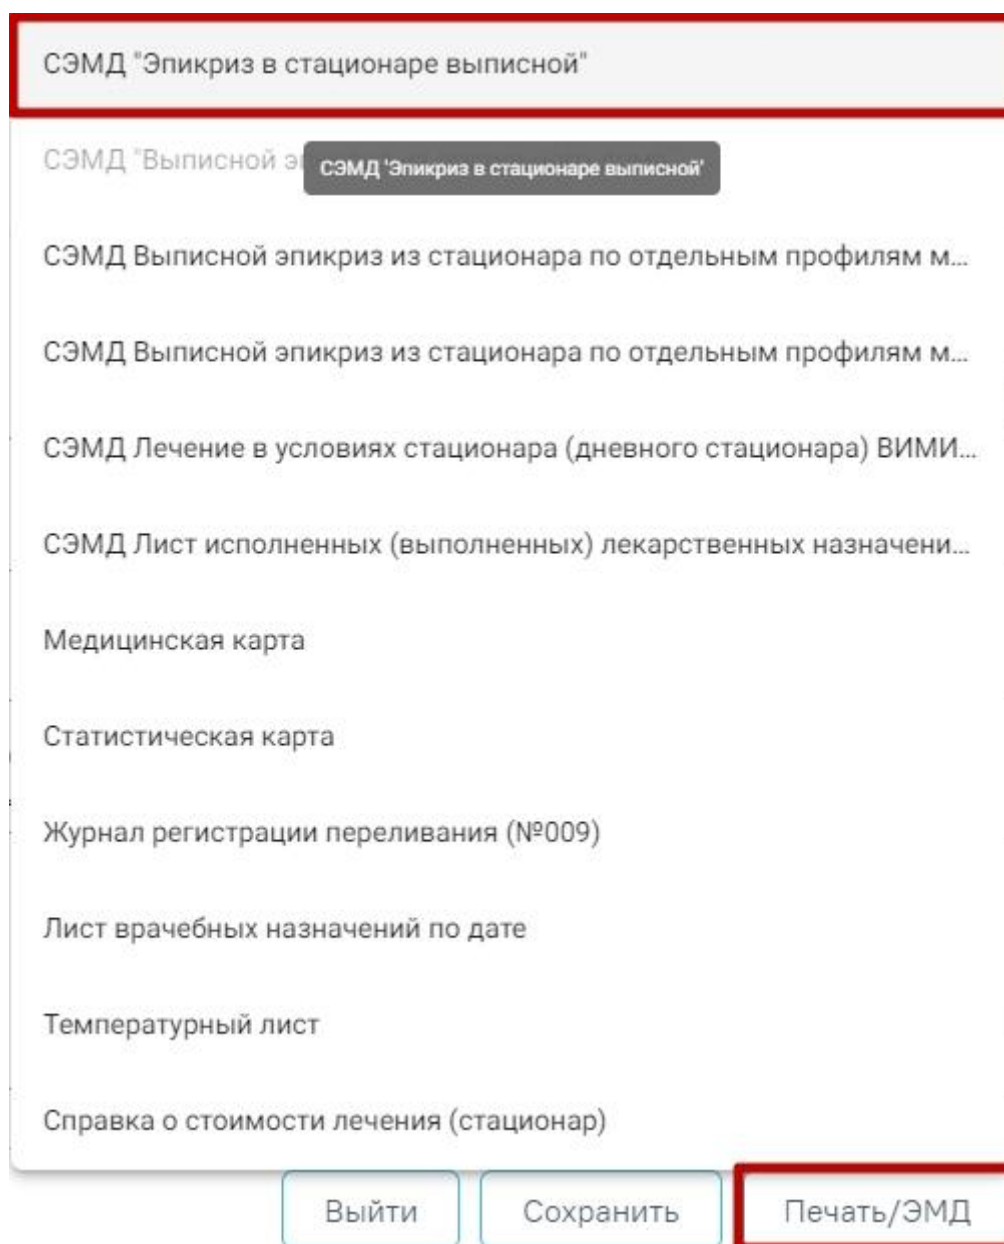 СЭМД "Эпикриз в стационаре выписной"
СЭМД "Выписной
СЭМД 'Эпикриз в стационаре выписной'
СЭМД Выписной эпикриз из стационара по отдельным профилям м...
СЭМД Выписной эпикриз из стационара по отдельным профилям м...
СЭМД Лечение в условиях стационара (дневного стационара) ВИМИ...
СЭМД Лист исполненных (выполненных) лекарственных назначени...
Медицинская карта
Статистическая карта
Журнал регистрации переливания (№009)
Лист врачебных назначений по дате
Температурный лист
Справка о стоимости лечения (стационар)
Выйти Сохранить Печать/ЭМД